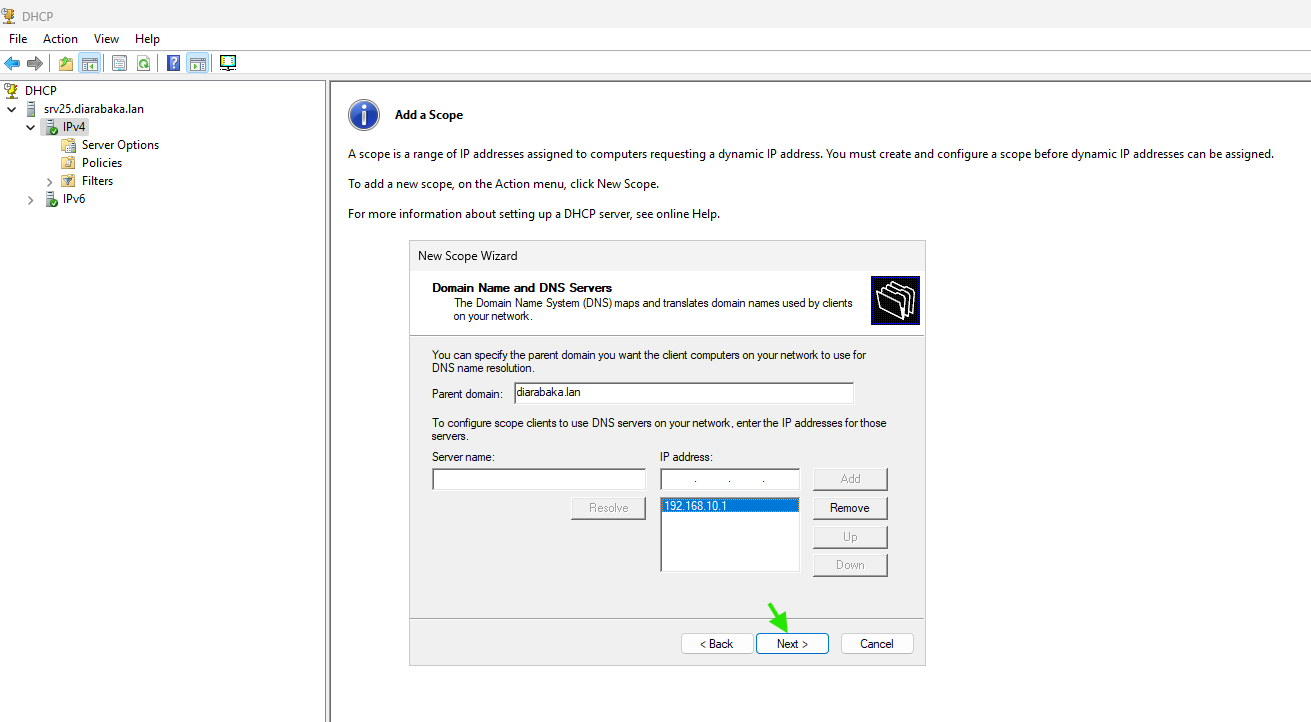 DHCP
File Action View Help
DHCP
srv25.diarabaka.lan
IPv4
Server Options
Policies
Filters
IPv6
Add a Scope
A scope is a range of IP addresses assigned to computers requesting a dynamic IP address. You must create and configure a scope before dynamic IP addresses can be assigned.
To add a new scope, on the Action menu, click New Scope.
For more information about setting up a DHCP server, see online Help.
New Scope Wizard
Domain Name and DNS Servers
The Domain Name System (DNS) maps and translates domain names used by clients
on your network.
You can specify the parent domain you want the client computers on your network to use for
DNS name resolution.
Parent domain: diarabaka.lan
To configure scope clients to use DNS servers on your network, enter the IP addresses for those
servers.
Server name: IP address:
. . . Add
Resolve 192.168.10.1 Remove
Up
Down
< Back Next > Cancel